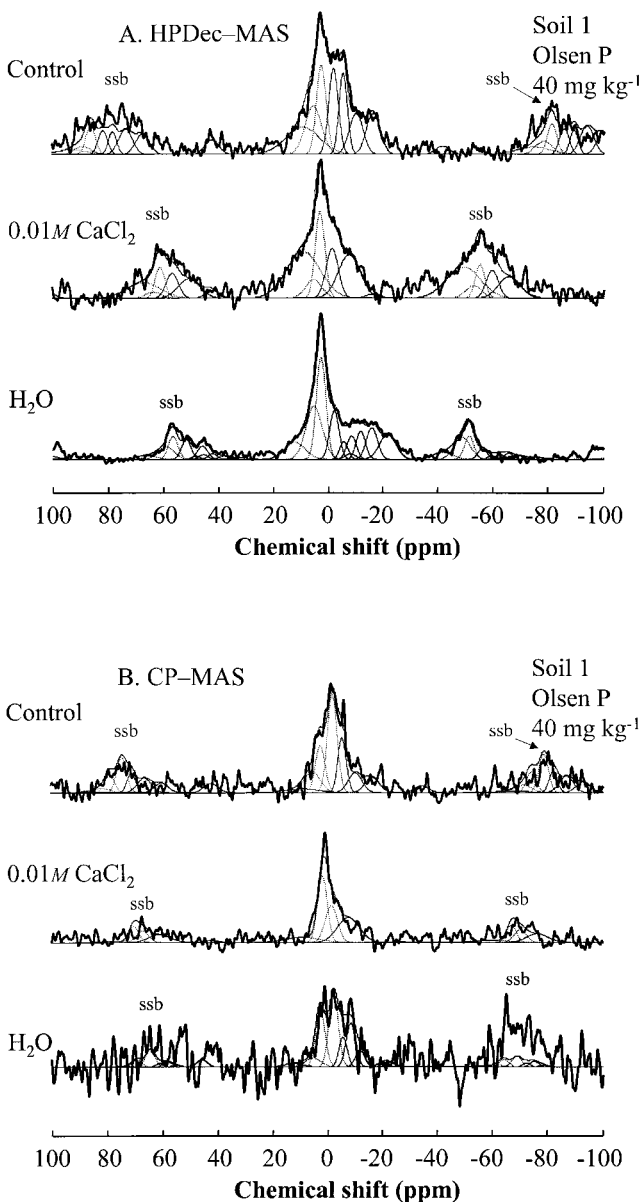 A. HPDec–MAS
Soil 1
Olsen P
40 mg kg⁻¹
Control
ssb
ssb
0.01M CaCl₂
ssb
ssb
H₂O
ssb
ssb
100 80 60 40 20 0 -20 -40 -60 -80 -100
Chemical shift (ppm)
B. CP–MAS
Soil 1
Olsen P
40 mg kg⁻¹
Control
ssb
ssb
0.01M CaCl₂
ssb
ssb
H₂O
ssb
ssb
100 80 60 40 20 0 -20 -40 -60 -80 -100
Chemical shift (ppm)